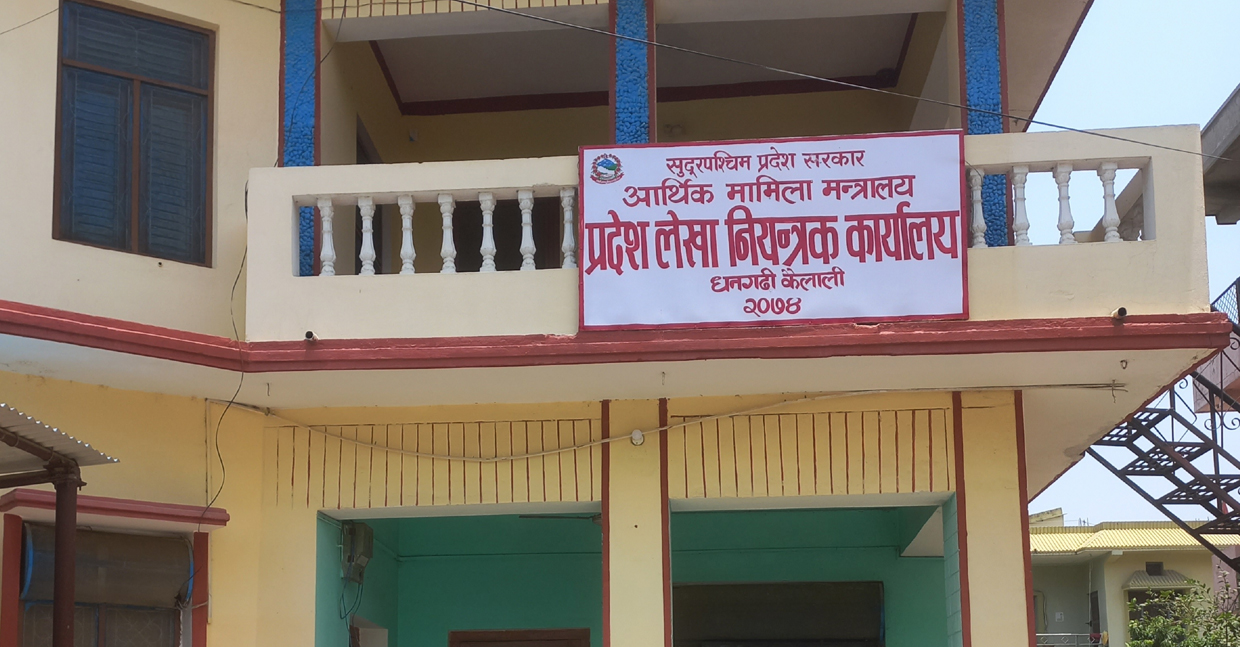 सुदूरपश्चिम प्रदेश सरकार
आर्थिक मामिला मन्त्रालय
प्रदेश लेखा नियन्त्रक कार्यालय
धनगढी कैलाली
२०७४